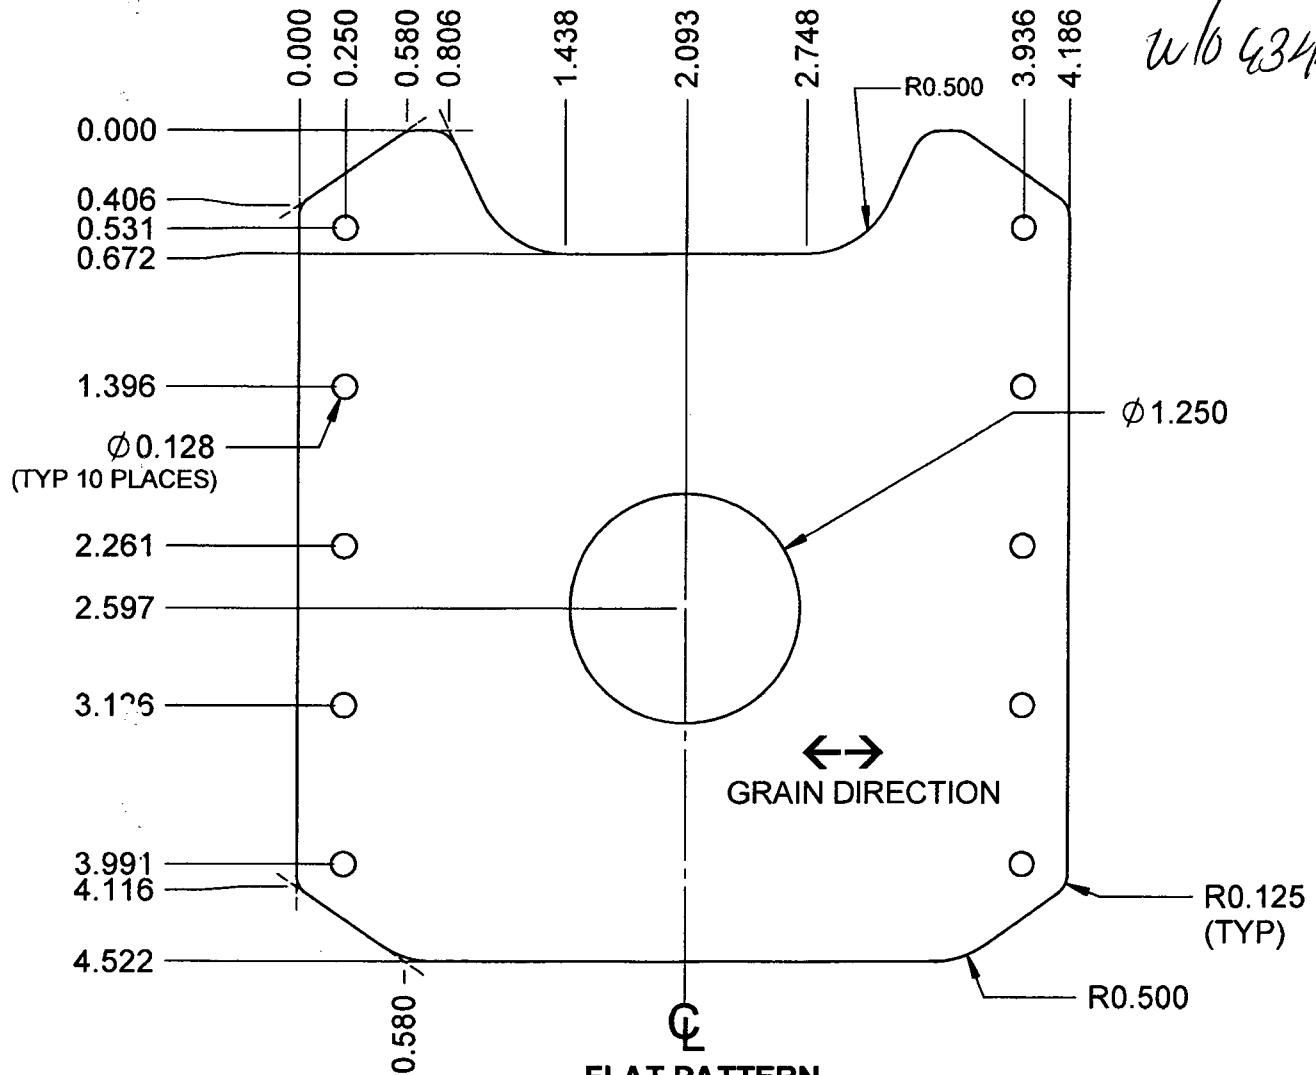 0.000
0.250
0.580
0.806
1.438
2.093
2.748
3.936
4.186
w/o
R0.500
0.000
0.406
0.531
0.672
1.396
Ø0.128
(TYP 10 PLACES)
Ø1.250
2.261
2.597
GRAIN DIRECTION
3.991
4.116
R0.125
(TYP)
4.522
R0.500
0.580
℄
FLAT PATTERN